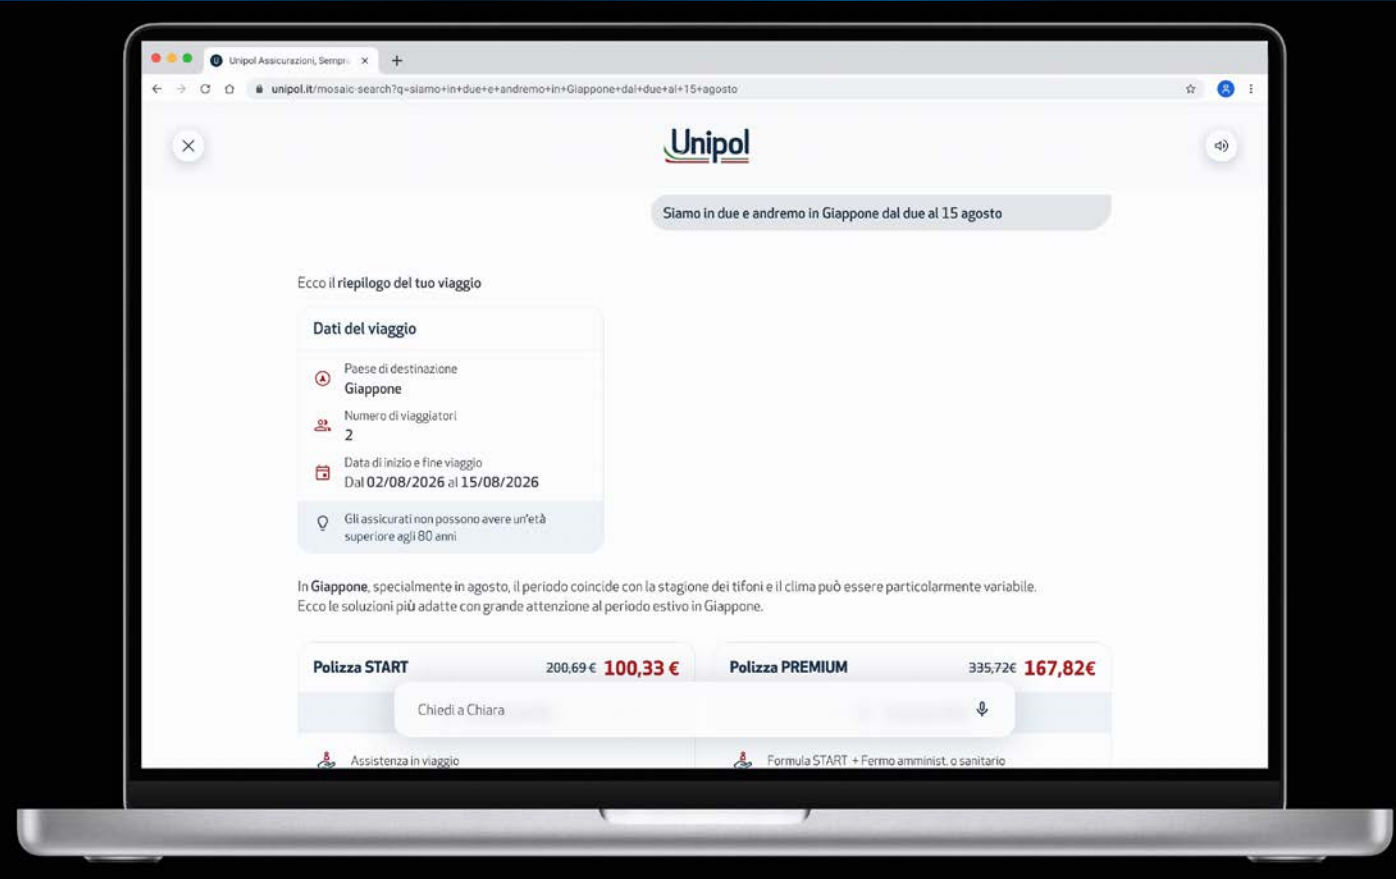 Unipol Assicurazioni, Sempr
unipol.it/mosaic-search?q=siamo+in+due+e+andremo+in+Giappone+dal+due+al+15+agosto
Unipol
Siamo in due e andremo in Giappone dal due al 15 agosto
Ecco il riepilogo del tuo viaggio
Dati del viaggio
Paese di destinazione
Giappone
Numero di viaggiatori
2
Data di inizio e fine viaggio
Dal 02/08/2026 al 15/08/2026
Gli assicurati non possono avere un'età
superiore agli 80 anni
In Giappone, specialmente in agosto, il periodo coincide con la stagione dei tifoni e il clima può essere particolarmente variabile.
Ecco le soluzioni più adatte con grande attenzione al periodo estivo in Giappone.
Polizza START 200,69 € 100,33 €
Polizza PREMIUM 335,72€ 167,82€
Chiedi a Chiara
Assistenza in viaggio
Formula START + Fermo amminist. o sanitario